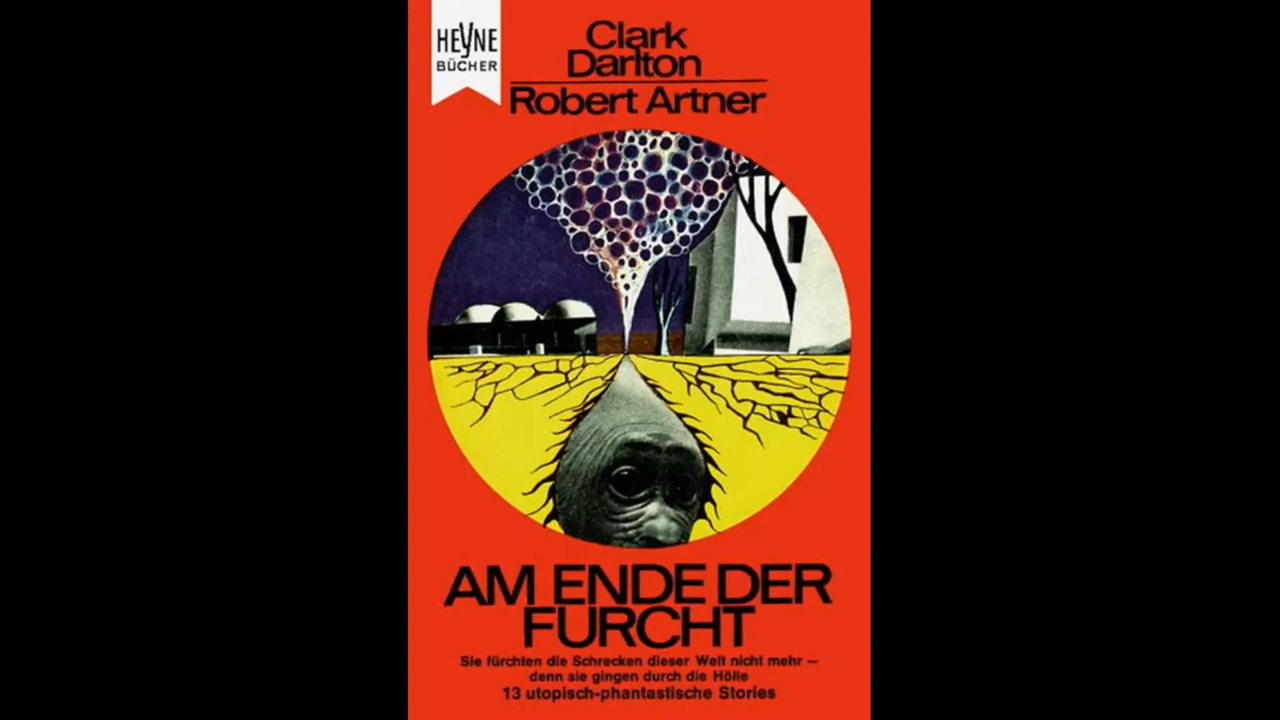 HEYNE
BÜCHER
Clark
Darlton
Robert Artner
AM ENDE DER
FURCHT
Sie fürchten die Schrecken dieser Welt nicht mehr —
denn sie gingen durch die Hölle
13 utopisch-phantastische Stories